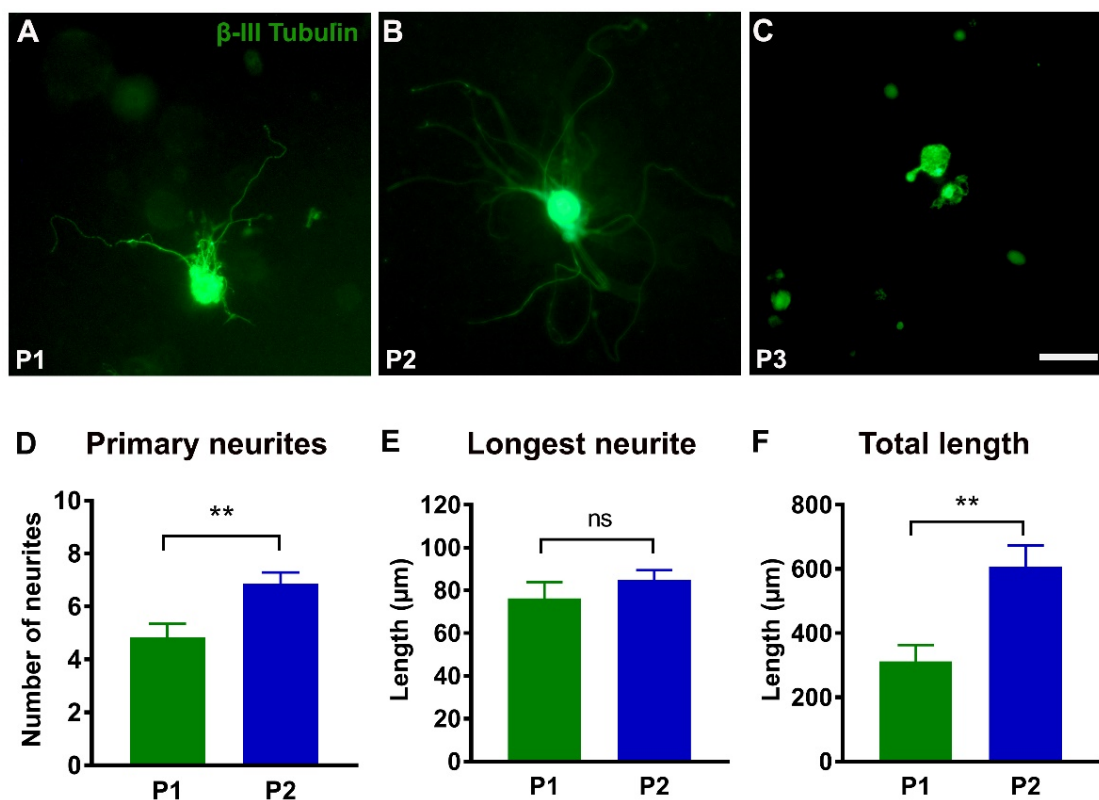 A
β-III Tubulin
P1
B
P2
C
P3
D Primary neurites
Number of neurites
10
8
6
4
2
0
**
P1 P2
E Longest neurite
Length (µm)
120
100
80
60
40
20
0
ns
P1 P2
F Total length
Length (µm)
800
600
400
200
0
**
P1 P2